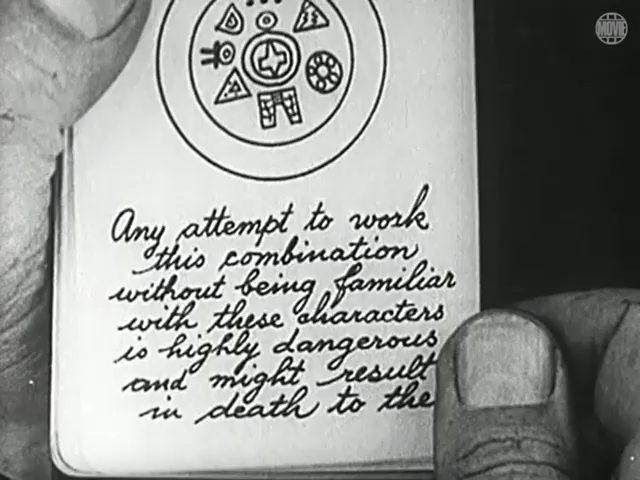 MOVIE
Any attempt to work
this combination
without being familiar
with these characters
is highly dangerous
and might result
in death to the